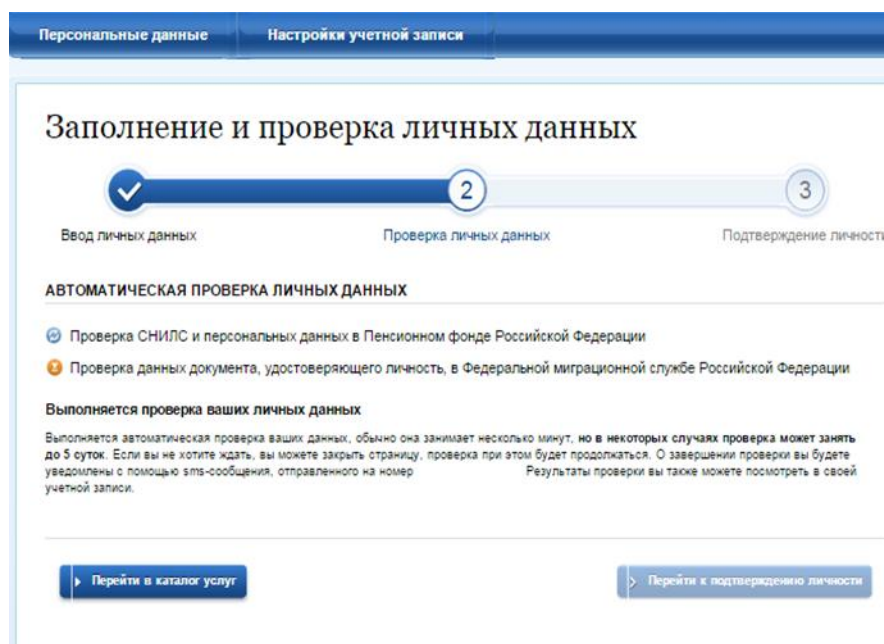 Персональные данные Настройки учетной записи
Заполнение и проверка личных данных
2 3
Ввод личных данных Проверка личных данных Подтверждение личности
АВТОМАТИЧЕСКАЯ ПРОВЕРКА ЛИЧНЫХ ДАННЫХ
Проверка СНИЛС и персональных данных в Пенсионном фонде Российской Федерации
Проверка данных документа, удостоверяющего личность, в Федеральной миграционной службе Российской Федерации
Выполняется проверка ваших личных данных
Выполняется автоматическая проверка ваших данных, обычно она занимает несколько минут, но в некоторых случаях проверка может занять
до 5 суток. Если вы не хотите ждать, вы можете закрыть страницу, проверка при этом будет продолжаться. О завершении проверки вы будете
уведомлены с помощью sms-сообщения, отправленного на номер Результаты проверки вы также можете посмотреть в своей
учетной записи.
Перейти в каталог услуг Перейти к подтверждению личности